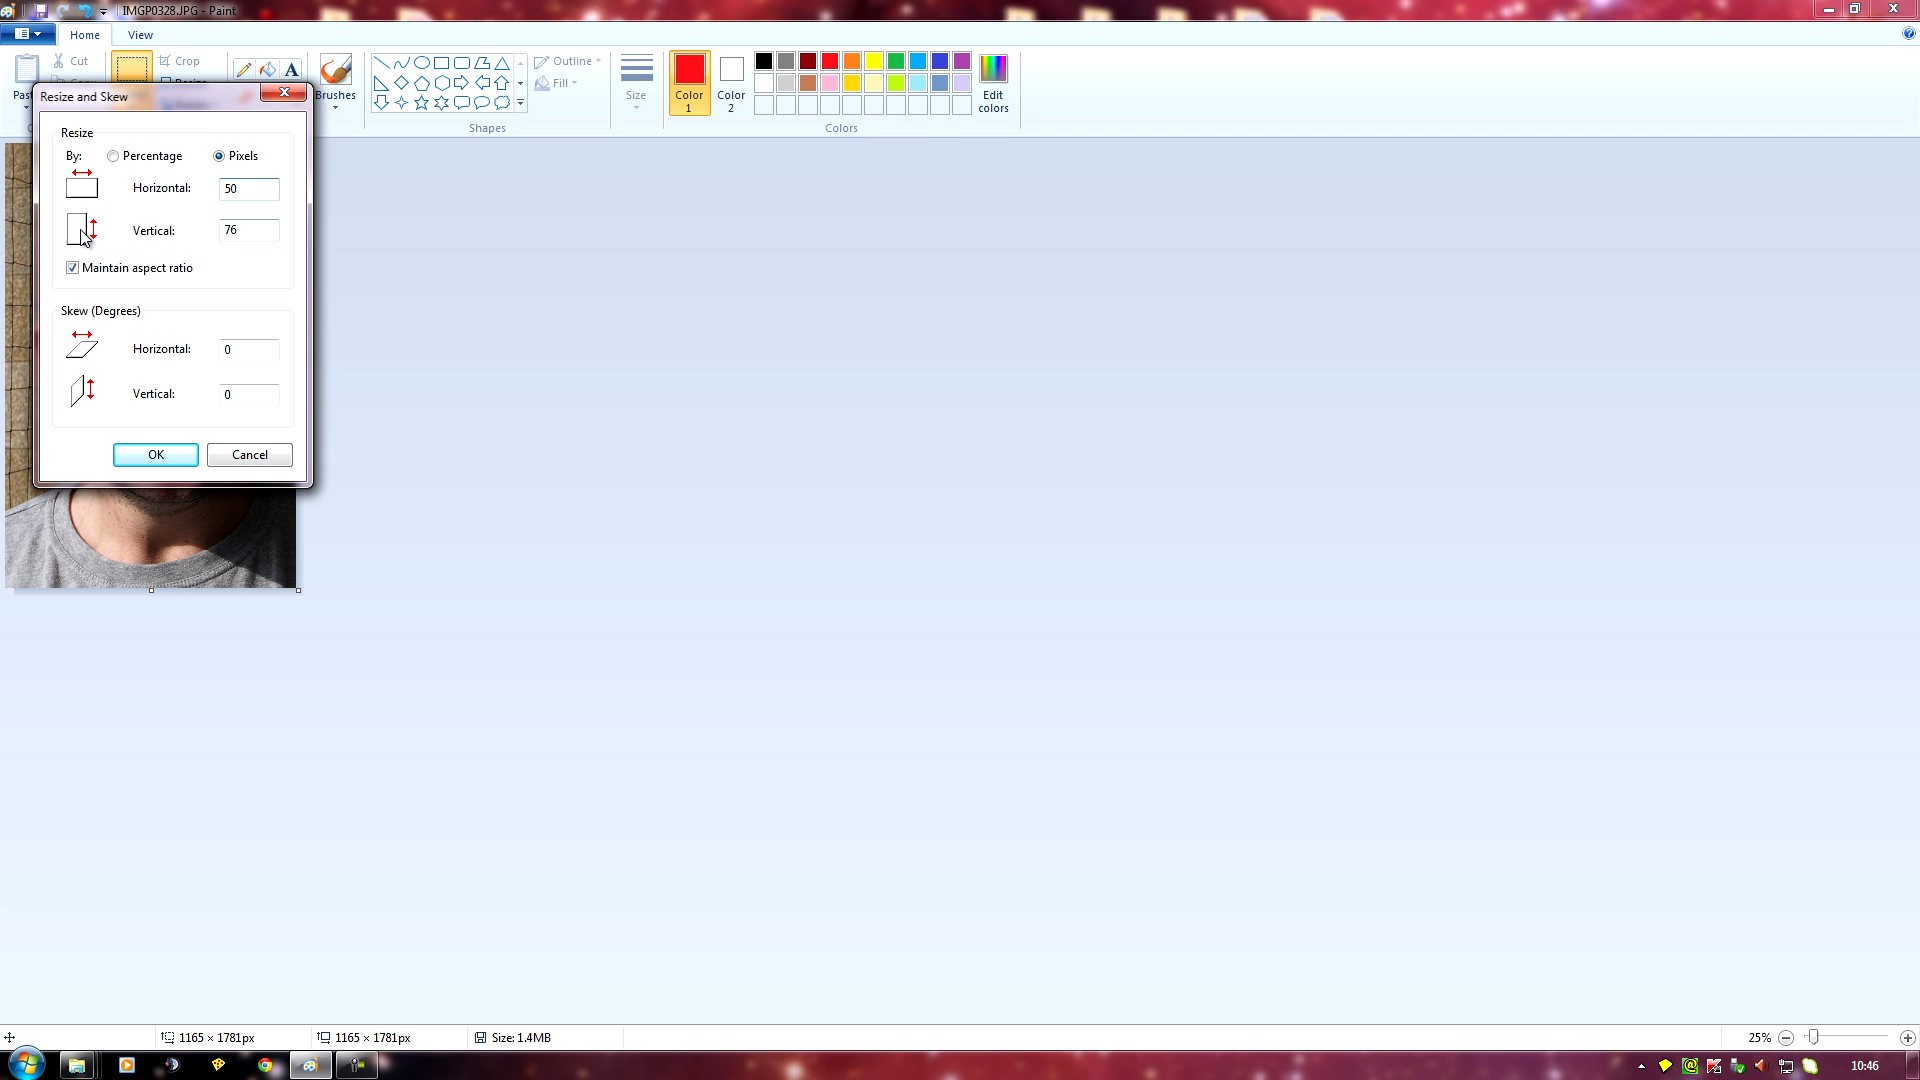 IMGP0328.JPG - Paint
Home
View
Cut
Crop
Outline
Fill
Brushes
Size
Color 1
Color 2
Edit colors
Shapes
Colors
Resize and Skew
Resize
By:
Percentage
Pixels
Horizontal:
50
Vertical:
76
Maintain aspect ratio
Skew (Degrees)
Horizontal:
0
Vertical:
0
OK
Cancel
1165 × 1781px
1165 × 1781px
Size: 1.4MB
25%
10:46